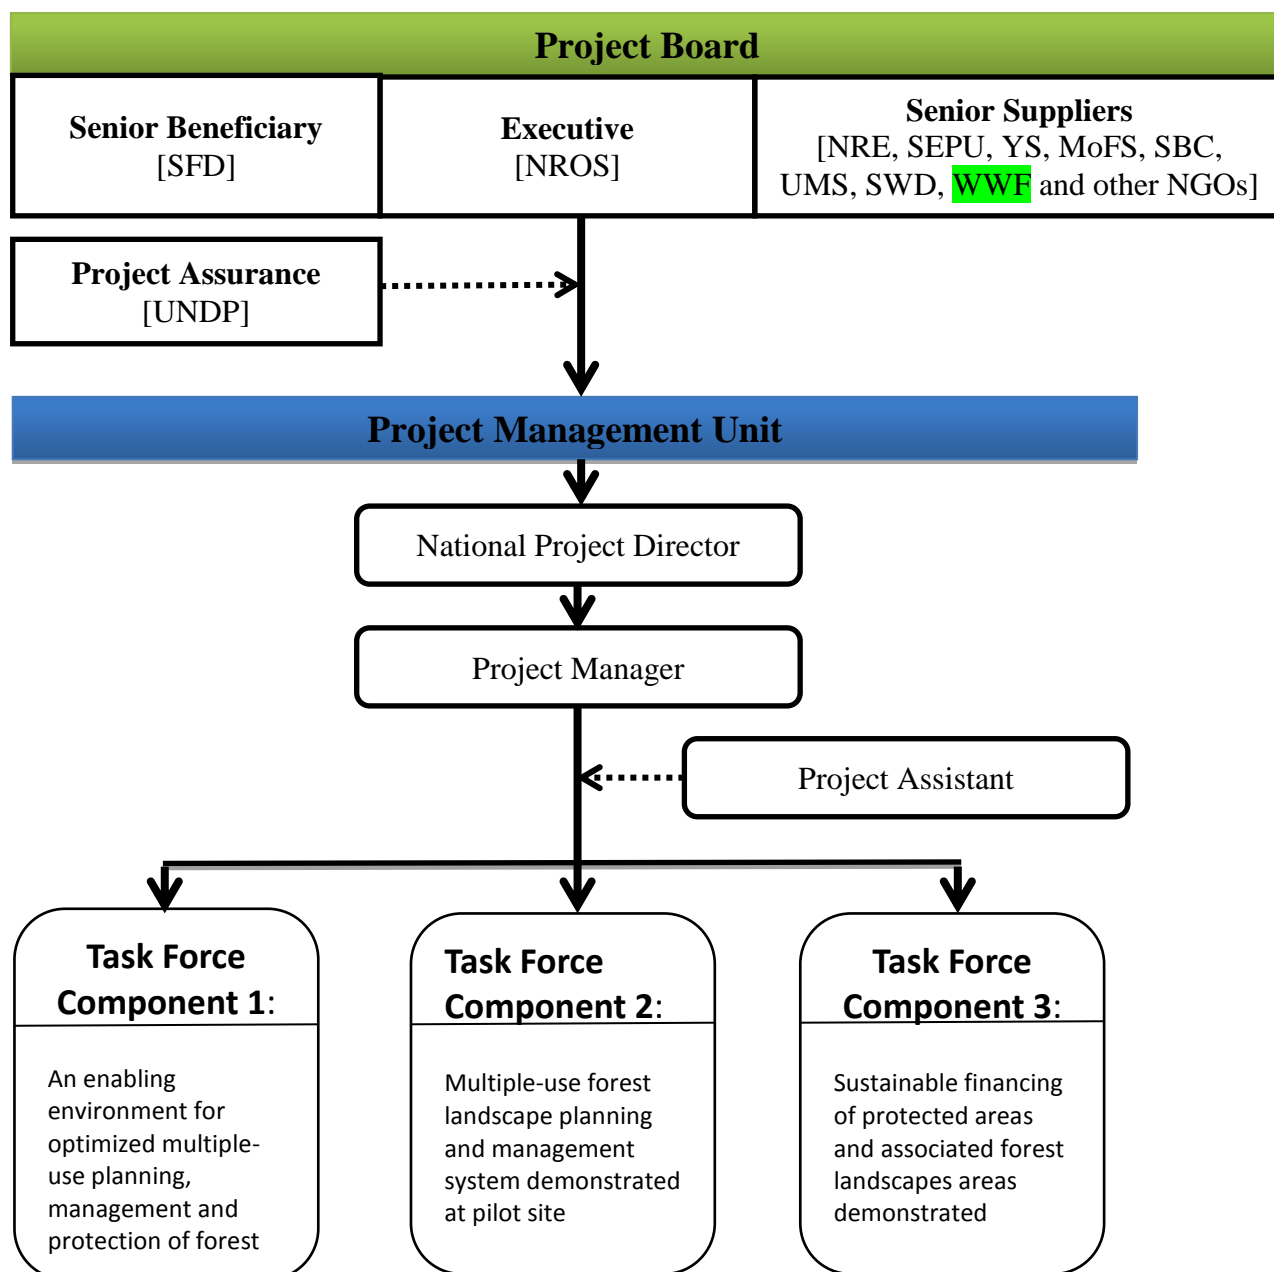 Project Board
Senior Beneficiary
[SFD]
Executive
[NROS]
Senior Suppliers
[NRE, SEPU, YS, MoFS, SBC,
UMS, SWD, WWF and other NGOs]
Project Assurance
[UNDP]
Project Management Unit
National Project Director
Project Manager
Project Assistant
Task Force
Component 1:
An enabling
environment for
optimized multiple-
use planning,
management and
protection of forest
Task Force
Component 2:
Multiple-use forest
landscape planning
and management
system demonstrated
at pilot site
Task Force
Component 3:
Sustainable financing
of protected areas
and associated forest
landscapes areas
demonstrated